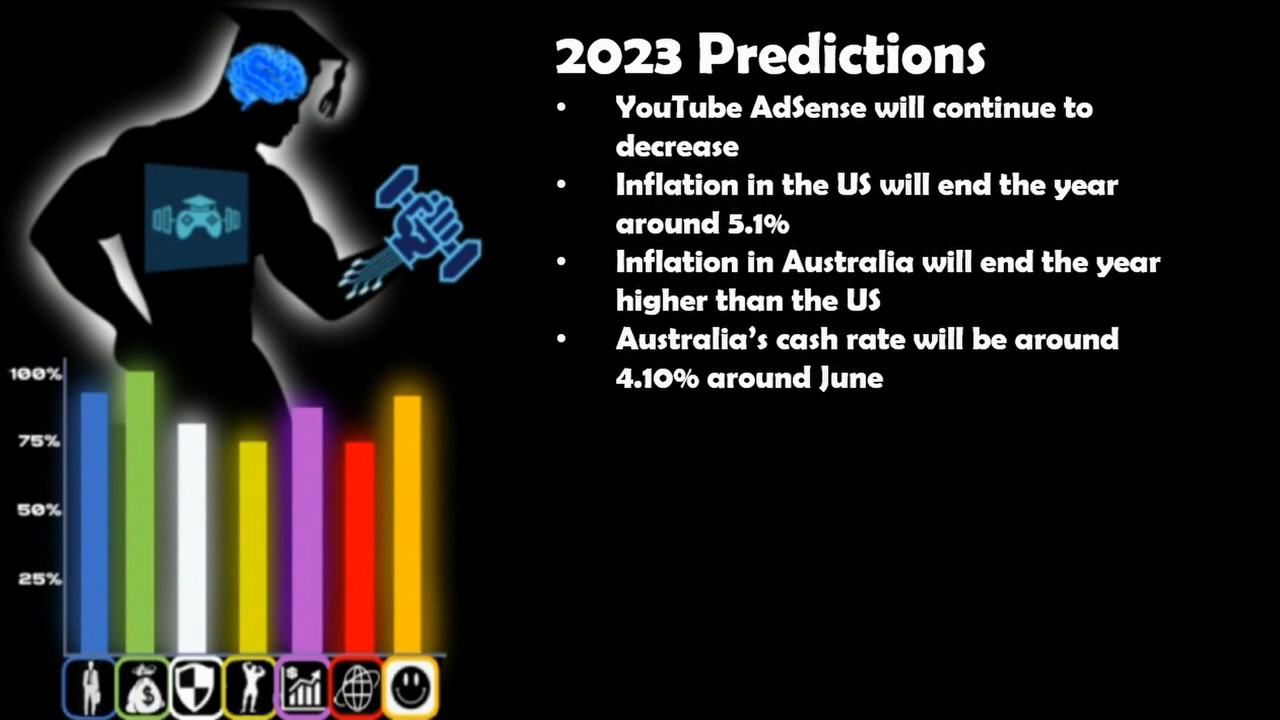 2023 Predictions
• YouTube AdSense will continue to
decrease
• Inflation in the US will end the year
around 5.1%
• Inflation in Australia will end the year
higher than the US
• Australia's cash rate will be around
4.10% around June
100%
75%
50%
25%
$
$